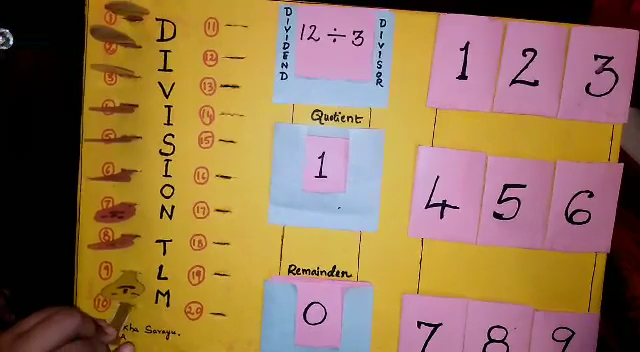 DIVISION TLM
1
2
3
4
5
6
7
8
9
10
11 —
12 —
13 —
14 —
15 —
16 —
17 —
18 —
19 —
20 —
DIVIDEND
12 ÷ 3
DIVISOR
Quotient
1
Remainder
0
1 2 3
4 5 6
7 8 9
Sarayu.